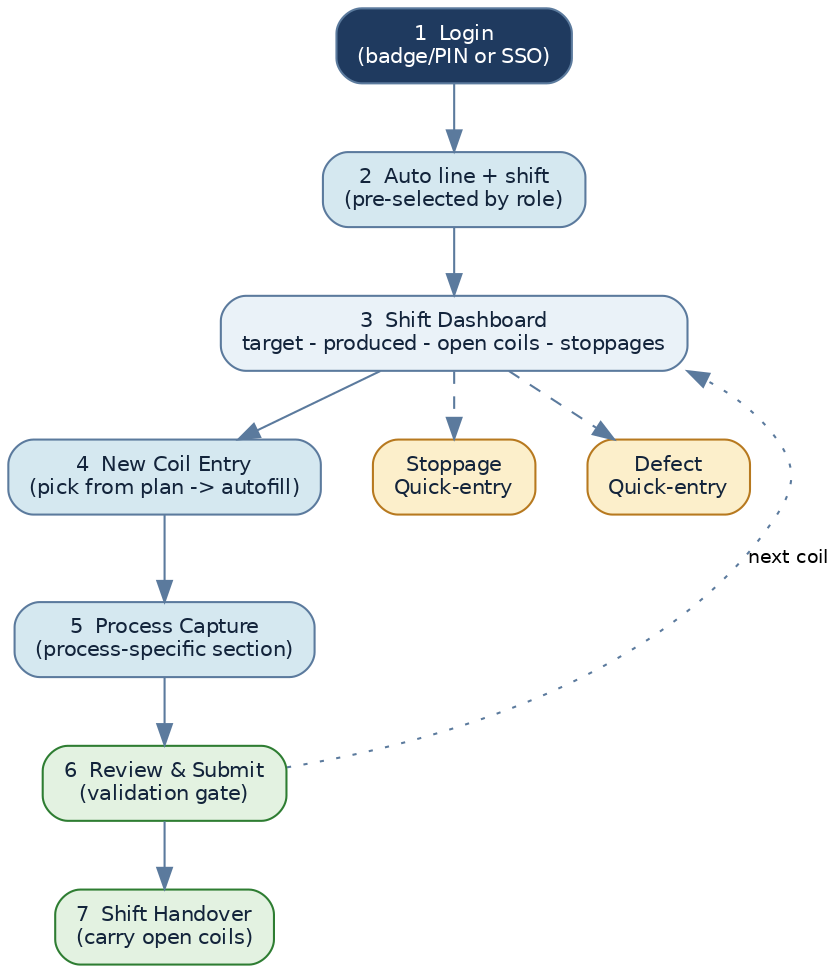 1  Login
(badge/PIN or SSO)
2  Auto line + shift
(pre-selected by role)
3  Shift Dashboard
target - produced - open coils - stoppages
4  New Coil Entry
(pick from plan -> autofill)
Stoppage
Quick-entry
Defect
Quick-entry
next coil
5  Process Capture
(process-specific section)
6  Review & Submit
(validation gate)
7  Shift Handover
(carry open coils)